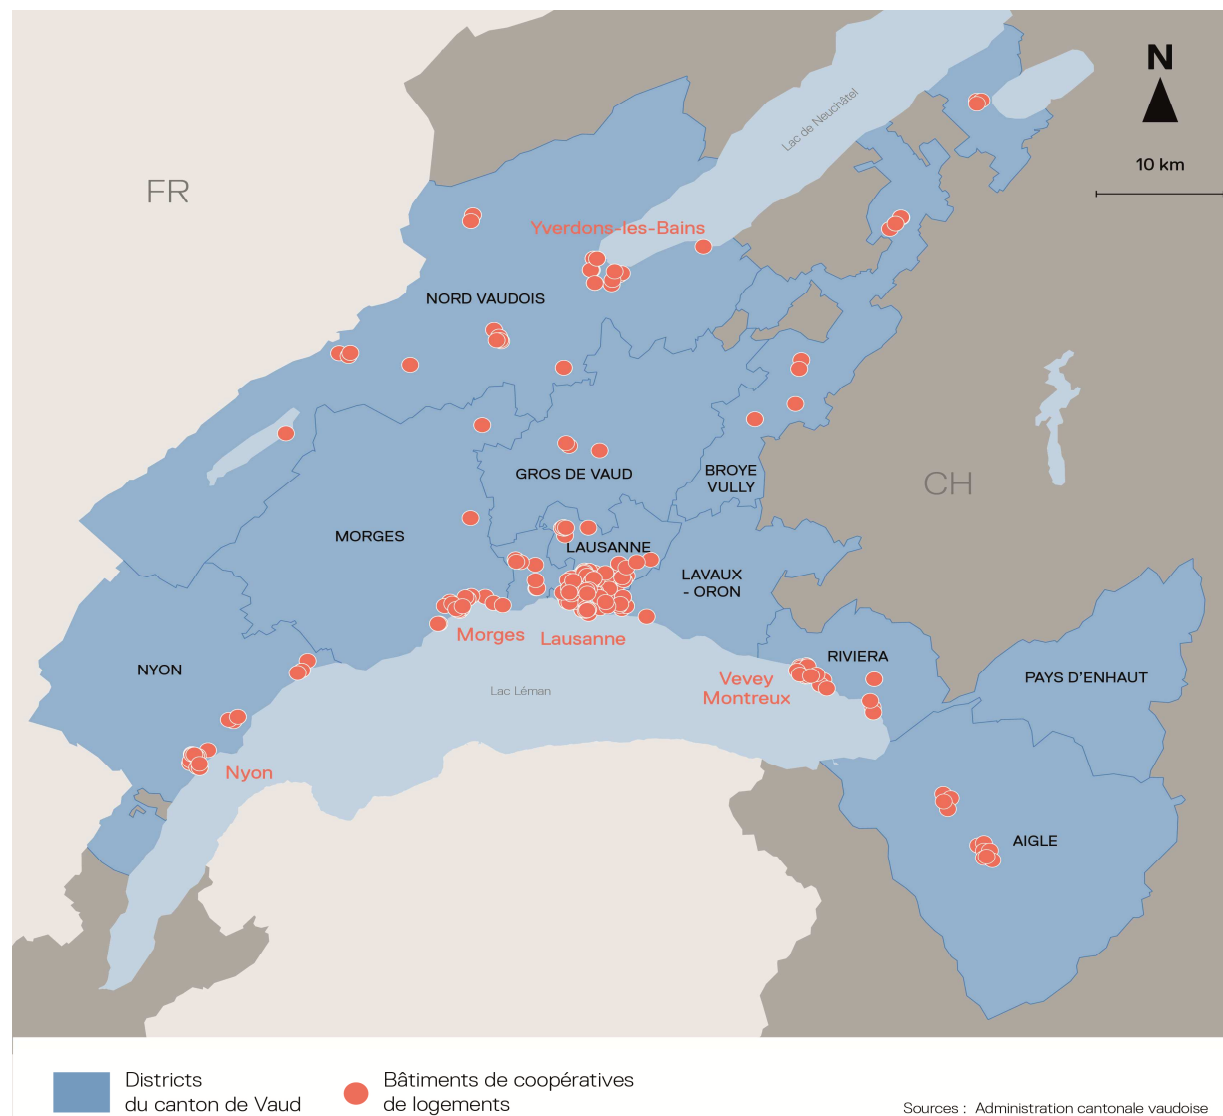 N
10 km
Lac de Neuchâtel
FR
Yverdons-les-Bains
NORD VAUDOIS
CH
GROS DE VAUD
BROYE
VULLY
MORGES
LAUSANNE
LAVAUX
- ORON
Morges
Lausanne
NYON
RIVIERA
PAYS D'ENHAUT
Vevey
Montreux
Lac Léman
Nyon
AIGLE
Districts
du canton de Vaud
Bâtiments de coopératives
de logements
Sources : Administration cantonale vaudoise